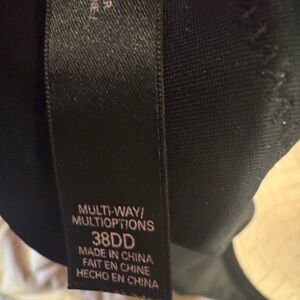 MULTI-WAY/
MULTIOPTIONS
38DD
MADE IN CHINA
FAIT EN CHINE
HECHO EN CHINA